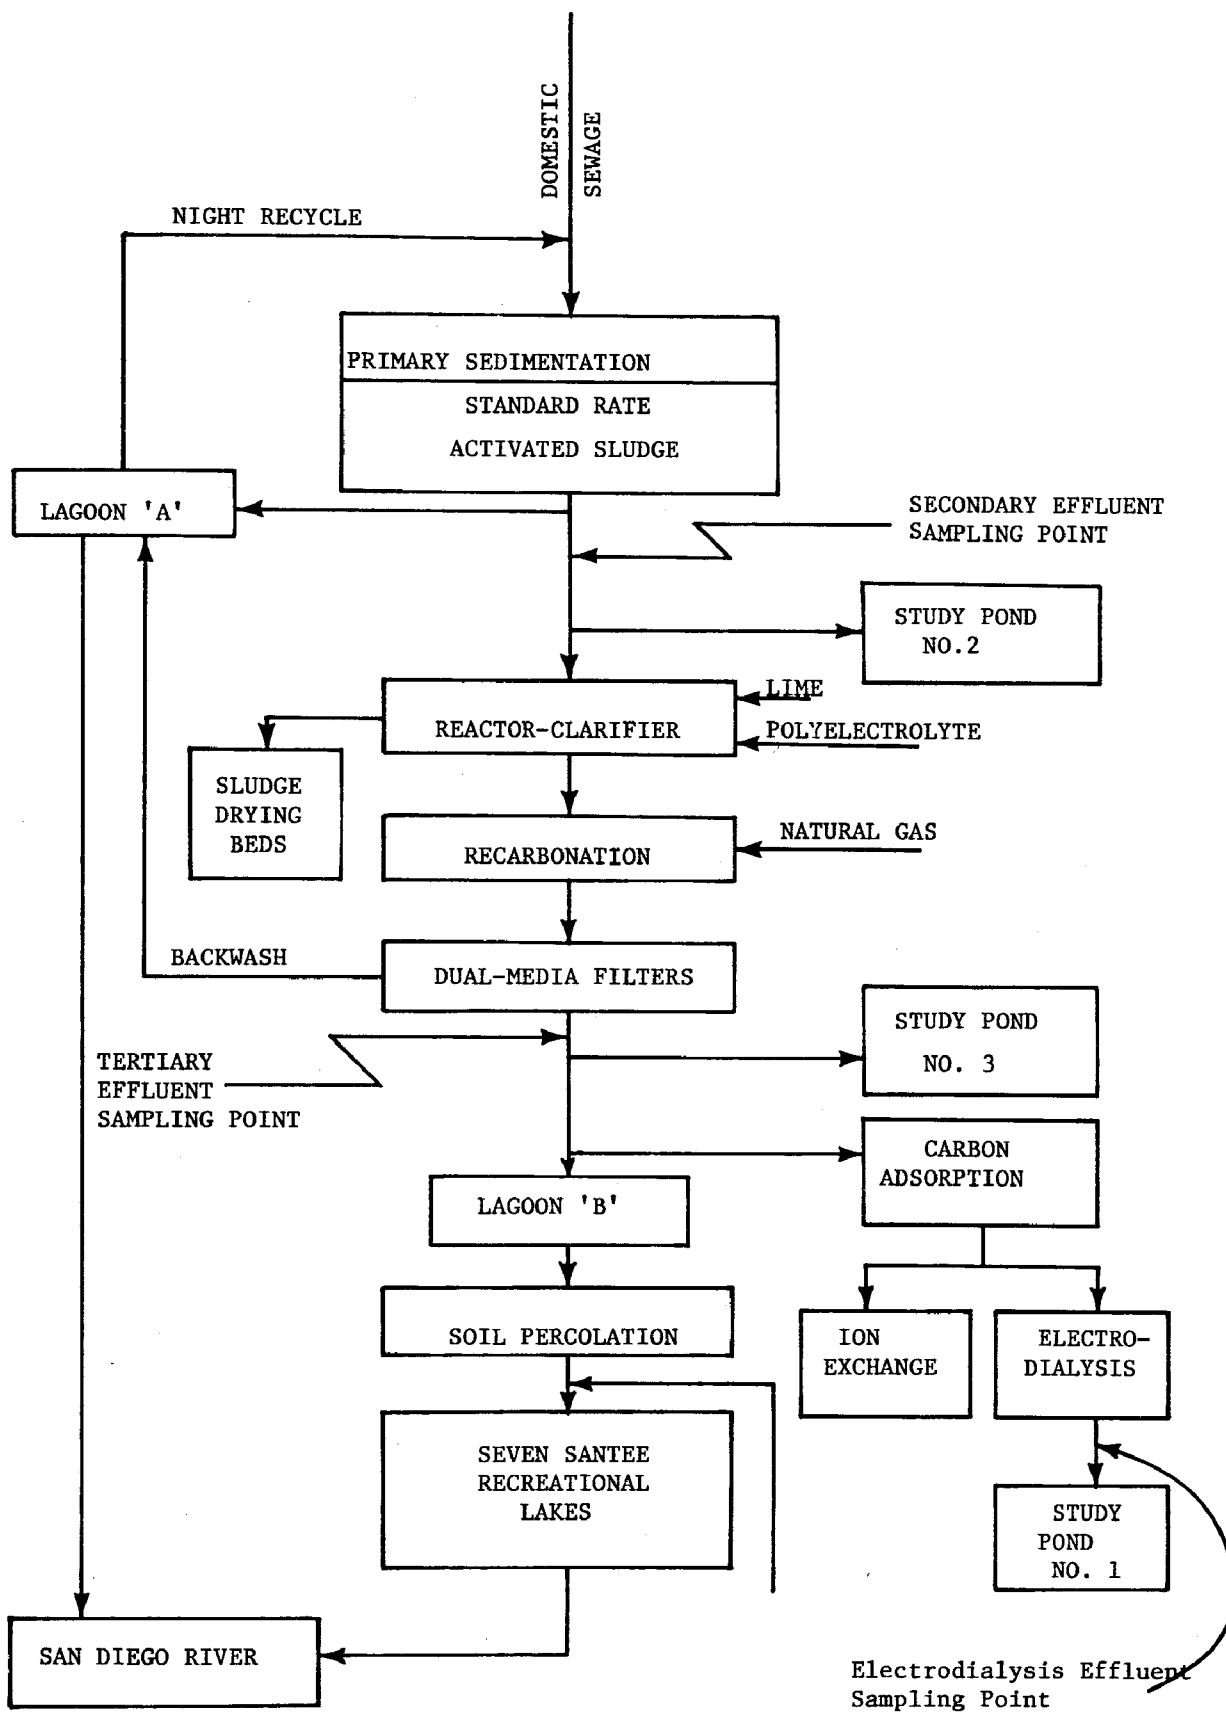 DOMESTIC
SEWAGE
NIGHT RECYCLE
PRIMARY SEDIMENTATION
STANDARD RATE
ACTIVATED SLUDGE
LAGOON 'A'
SECONDARY EFFLUENT
SAMPLING POINT
STUDY POND
NO.2
LIME
REACTOR-CLARIFIER
POLYELECTROLYTE
SLUDGE
DRYING
BEDS
NATURAL GAS
RECARBONATION
BACKWASH
DUAL-MEDIA FILTERS
STUDY POND
NO. 3
TERTIARY
EFFLUENT
SAMPLING POINT
CARBON
ADSORPTION
LAGOON 'B'
SOIL PERCOLATION
ION
EXCHANGE
ELECTRO-
DIALYSIS
SEVEN SANTEE
RECREATIONAL
LAKES
STUDY
POND
NO. 1
SAN DIEGO RIVER
Electrodialysis Effluent
Sampling Point